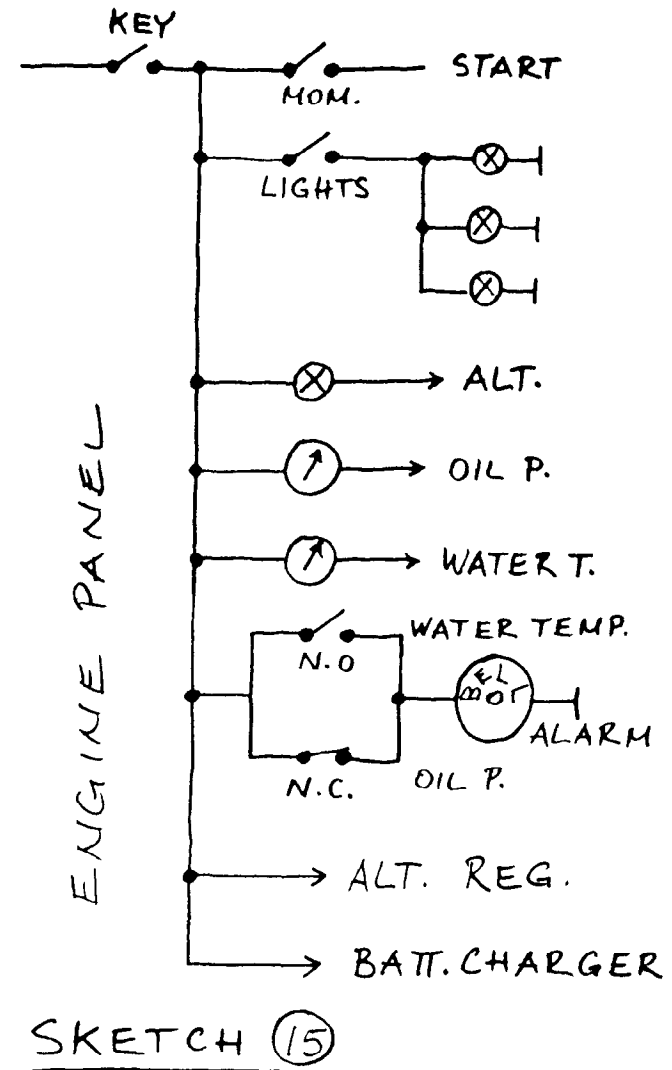 KEY
START
MOM.
LIGHTS
ALT.
OIL P.
WATER T.
ENGINE PANEL
WATER TEMP.
N.O
ALARM
N.C.
OIL P.
ALT. REG.
BATT. CHARGER
SKETCH 15